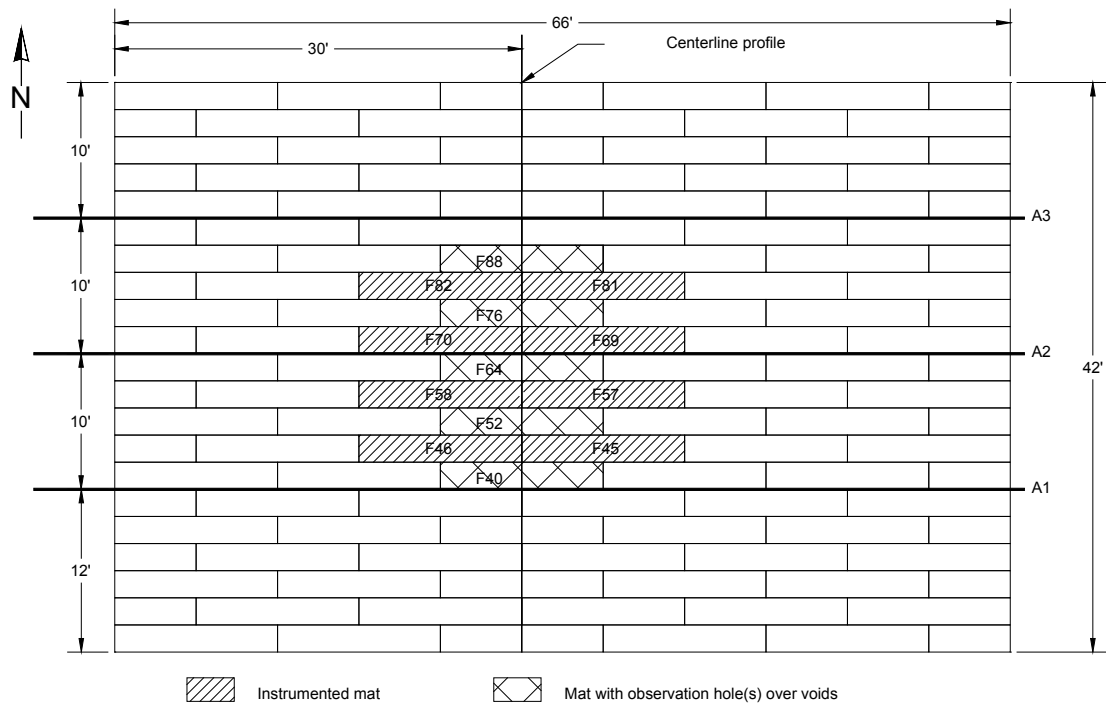 66'
30'
Centerline profile
N
10'
A3
10'
F88
F82
F81
F76
F70
F69
A2
F64
42'
F58
F57
10'
F52
F46
F45
F40
A1
12'
Instrumented mat
Mat with observation hole(s) over voids